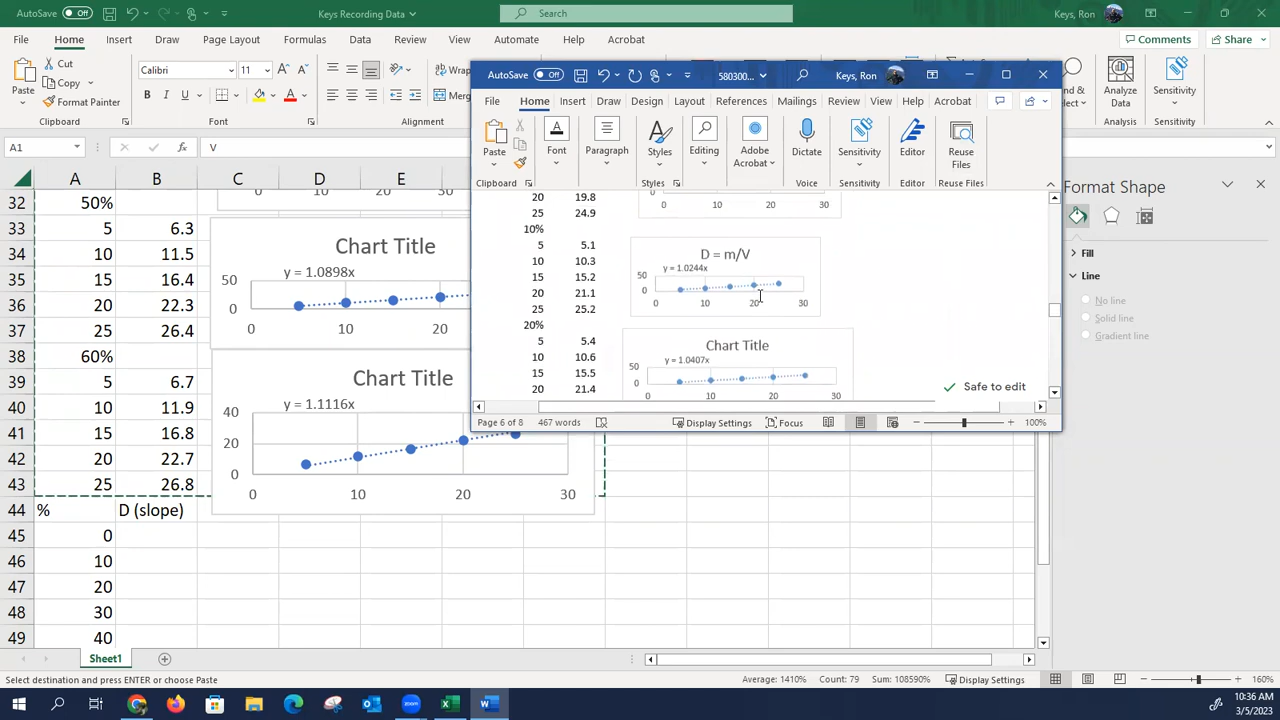 AutoSave Off Keys Recording Data Search Keys, Ron
File Home Insert Draw Page Layout Formulas Data Review View Automate Help Acrobat Comments Share
Paste Cut Copy Format Painter Calibri 11 B I U Wrap Merg
Clipboard Font Alignment
Analyze Data Analysis Sensitivity Sensitivity
A1 fx V
A B C D E
0 10 20 30
32 50%
33 5 6.3
34 10 11.5
35 15 16.4
36 20 22.3
37 25 26.4
38 60%
39 5 6.7
40 10 11.9
41 15 16.8
42 20 22.7
43 25 26.8
44 % D (slope)
45 0
46 10
47 20
48 30
49 40
Chart Title
y = 1.0898x
50
0
0 10 20
Chart Title
y = 1.1116x
40
20
0
0 10 20 30
AutoSave Off 580300... Keys, Ron
File Home Insert Draw Design Layout References Mailings Review View Help Acrobat
Paste Font Paragraph Styles Editing Adobe Acrobat Dictate Sensitivity Editor Reuse Files
Clipboard Styles Adobe Acrobat Voice Sensitivity Editor Reuse Files
20 19.8
25 24.9
10%
5 5.1
10 10.3
15 15.2
20 21.1
25 25.2
20%
5 5.4
10 10.6
15 15.5
20 21.4
0 10 20 30
D = m/V
y = 1.0244x
50
0
0 10 20 30
Chart Title
y = 1.0407x
50
0
0 10 20 30
Safe to edit
Page 6 of 8 467 words Display Settings Focus 100%
Format Shape
Fill
Line
No line
Solid line
Gradient line
Sheet1
Select destination and press ENTER or choose Paste Average: 1410% Count: 79 Sum: 108590% Display Settings 160%
zoom
10:36 AM
3/5/2023